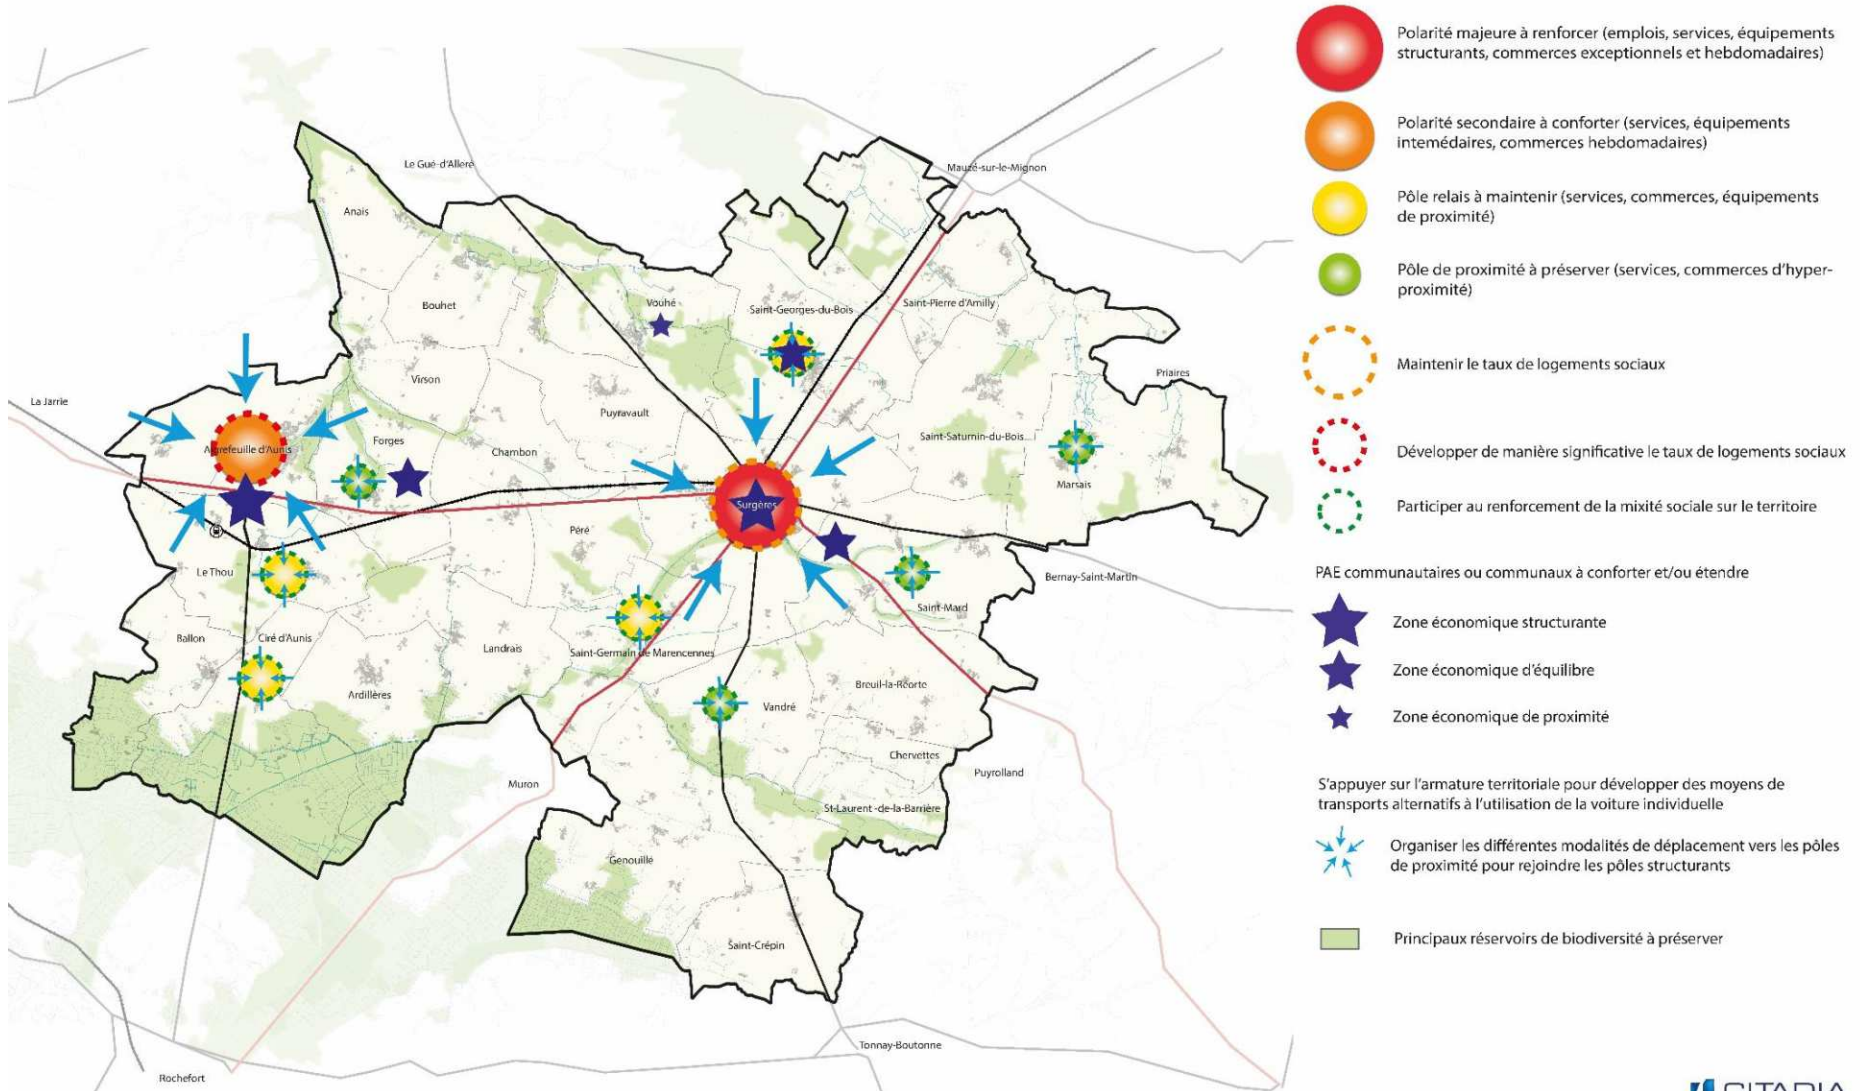 Le Gué-d'Alleré
Mauzé-sur-le-Mignon
Anais
Bouhet
Vouhé
Saint-Georges-du-Bois
Saint-Pierre d'Amilly
Priaires
La Jarrie
Virson
Puyravault
Aigrefeuille d'Aunis
Forges
Chambon
Saint-Saturnin-du-Bois
Marsais
Surgères
Péré
Le Thou
Bernay-Saint-Martin
Saint-Mard
Ballon
Ciré d'Aunis
Landrais
Saint-Germain de Marencennes
Ardillères
Breuil-la-Réorte
Vandré
Chervettes
Puyrolland
Muron
St-Laurent -de-la-Barrière
Genouillé
Saint-Crépin
Tonnay-Boutonne
Rochefort
Polarité majeure à renforcer (emplois, services, équipements
structurants, commerces exceptionnels et hebdomadaires)
Polarité secondaire à conforter (services, équipements
intemédaires, commerces hebdomadaires)
Pôle relais à maintenir (services, commerces, équipements
de proximité)
Pôle de proximité à préserver (services, commerces d'hyper-
proximité)
Maintenir le taux de logements sociaux
Développer de manière significative le taux de logements sociaux
Participer au renforcement de la mixité sociale sur le territoire
PAE communautaires ou communaux à conforter et/ou étendre
Zone économique structurante
Zone économique d'équilibre
Zone économique de proximité
S'appuyer sur l'armature territoriale pour développer des moyens de
transports alternatifs à l'utilisation de la voiture individuelle
Organiser les différentes modalités de déplacement vers les pôles
de proximité pour rejoindre les pôles structurants
Principaux réservoirs de biodiversité à préserver
CITADIA